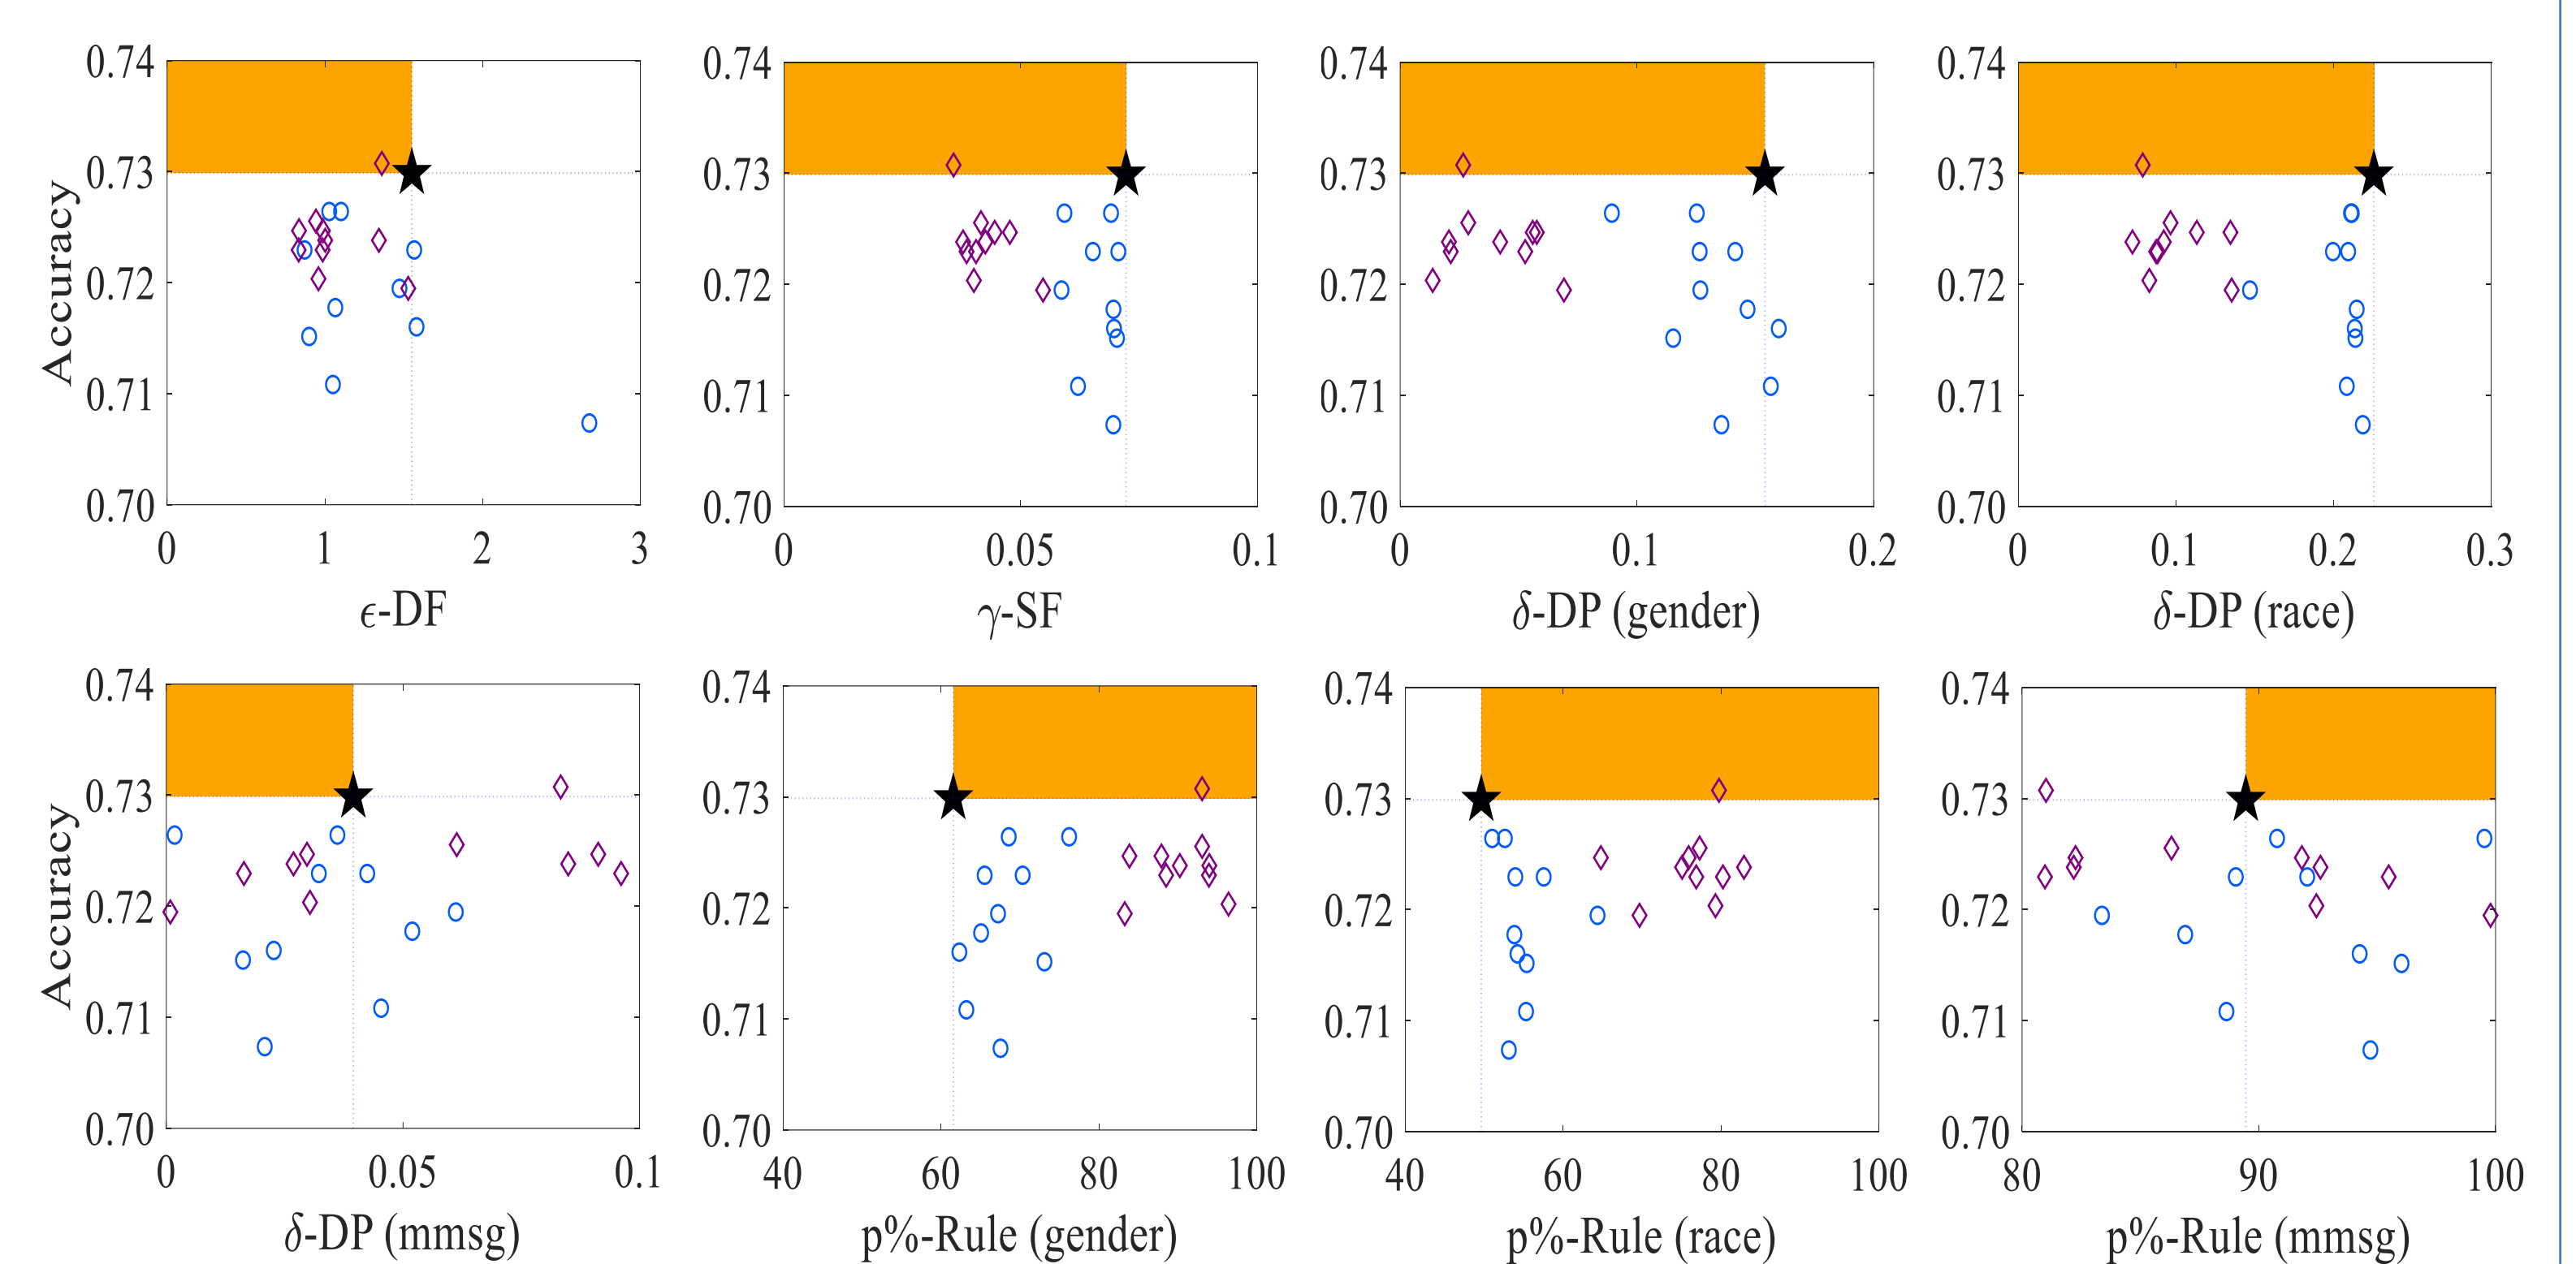 0.74 0.73 0.72 0.71 0.70
Accuracy
0 1 2 3
ϵ-DF
0.74 0.73 0.72 0.71 0.70
0 0.05 0.1
γ-SF
0.74 0.73 0.72 0.71 0.70
0 0.1 0.2
δ-DP (gender)
0.74 0.73 0.72 0.71 0.70
0 0.1 0.2 0.3
δ-DP (race)
0.74 0.73 0.72 0.71 0.70
Accuracy
0 0.05 0.1
δ-DP (mmsg)
0.74 0.73 0.72 0.71 0.70
40 60 80 100
p%-Rule (gender)
0.74 0.73 0.72 0.71 0.70
40 60 80 100
p%-Rule (race)
0.74 0.73 0.72 0.71 0.70
80 90 100
p%-Rule (mmsg)